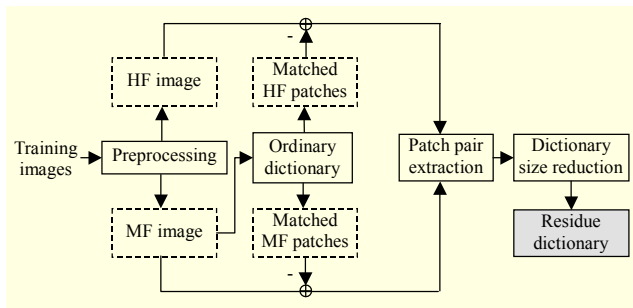 -
HF image
Matched
HF patches
Training
images
Preprocessing
Ordinary
dictionary
Patch pair
extraction
Dictionary
size reduction
MF image
Matched
MF patches
Residue
dictionary
-